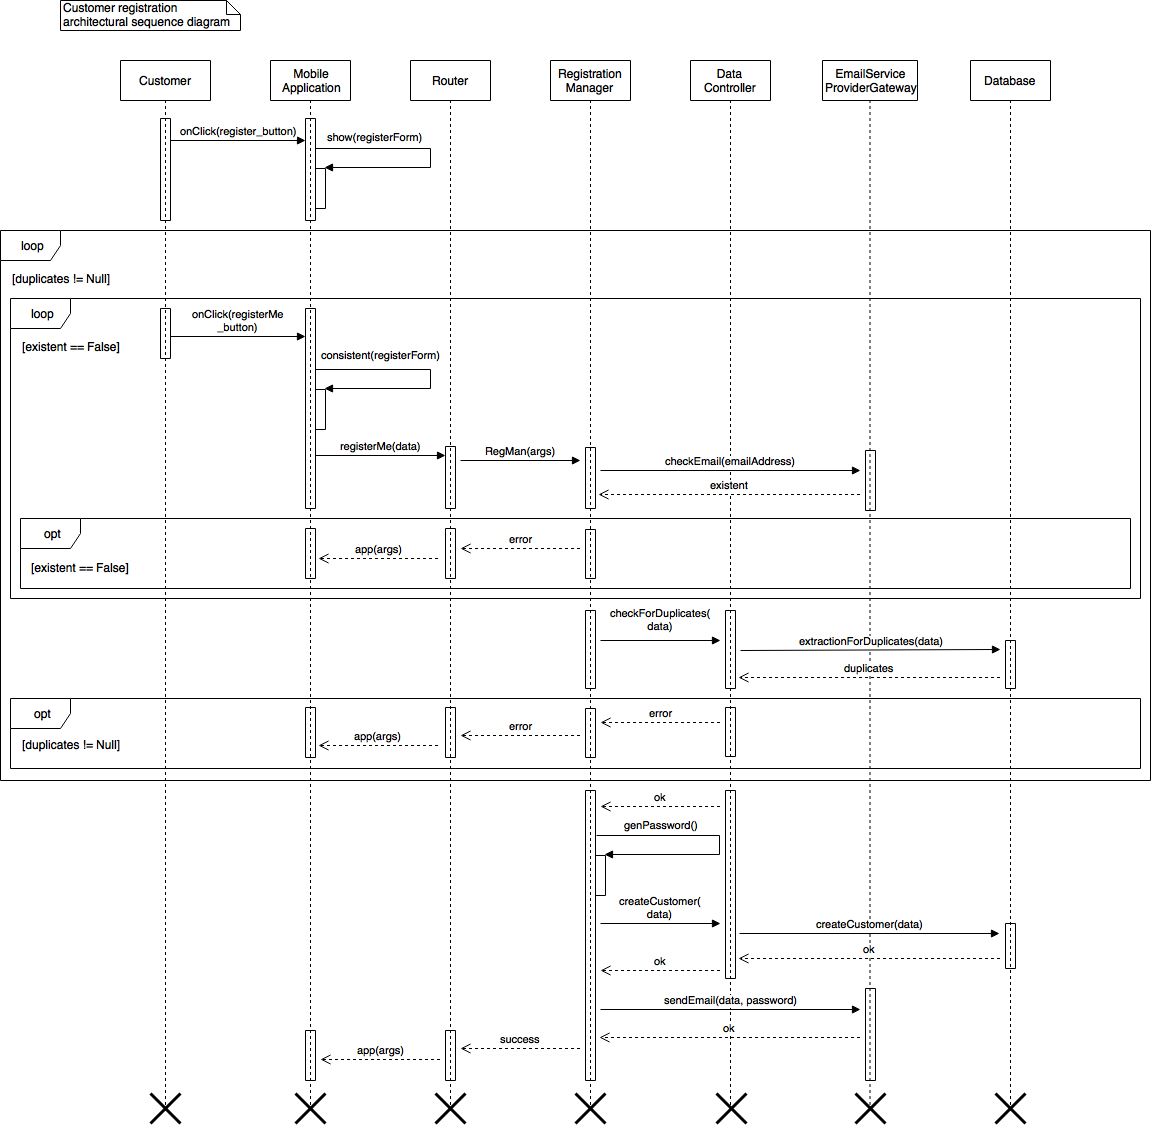 Customer registration
architectural sequence diagram
Customer
Mobile
Application
Router
Registration
Manager
Data
Controller
EmailService
ProviderGateway
Database
onClick(register_button)
show(registerForm)
loop
[duplicates != Null]
loop
[existent == False]
onClick(registerMe
_button)
consistent(registerForm)
registerMe(data)
RegMan(args)
checkEmail(emailAddress)
existent
opt
[existent == False]
error
app(args)
checkForDuplicates(
data)
extractionForDuplicates(data)
duplicates
opt
[duplicates != Null]
error
error
app(args)
ok
genPassword()
createCustomer(
data)
createCustomer(data)
ok
ok
sendEmail(data, password)
ok
success
app(args)